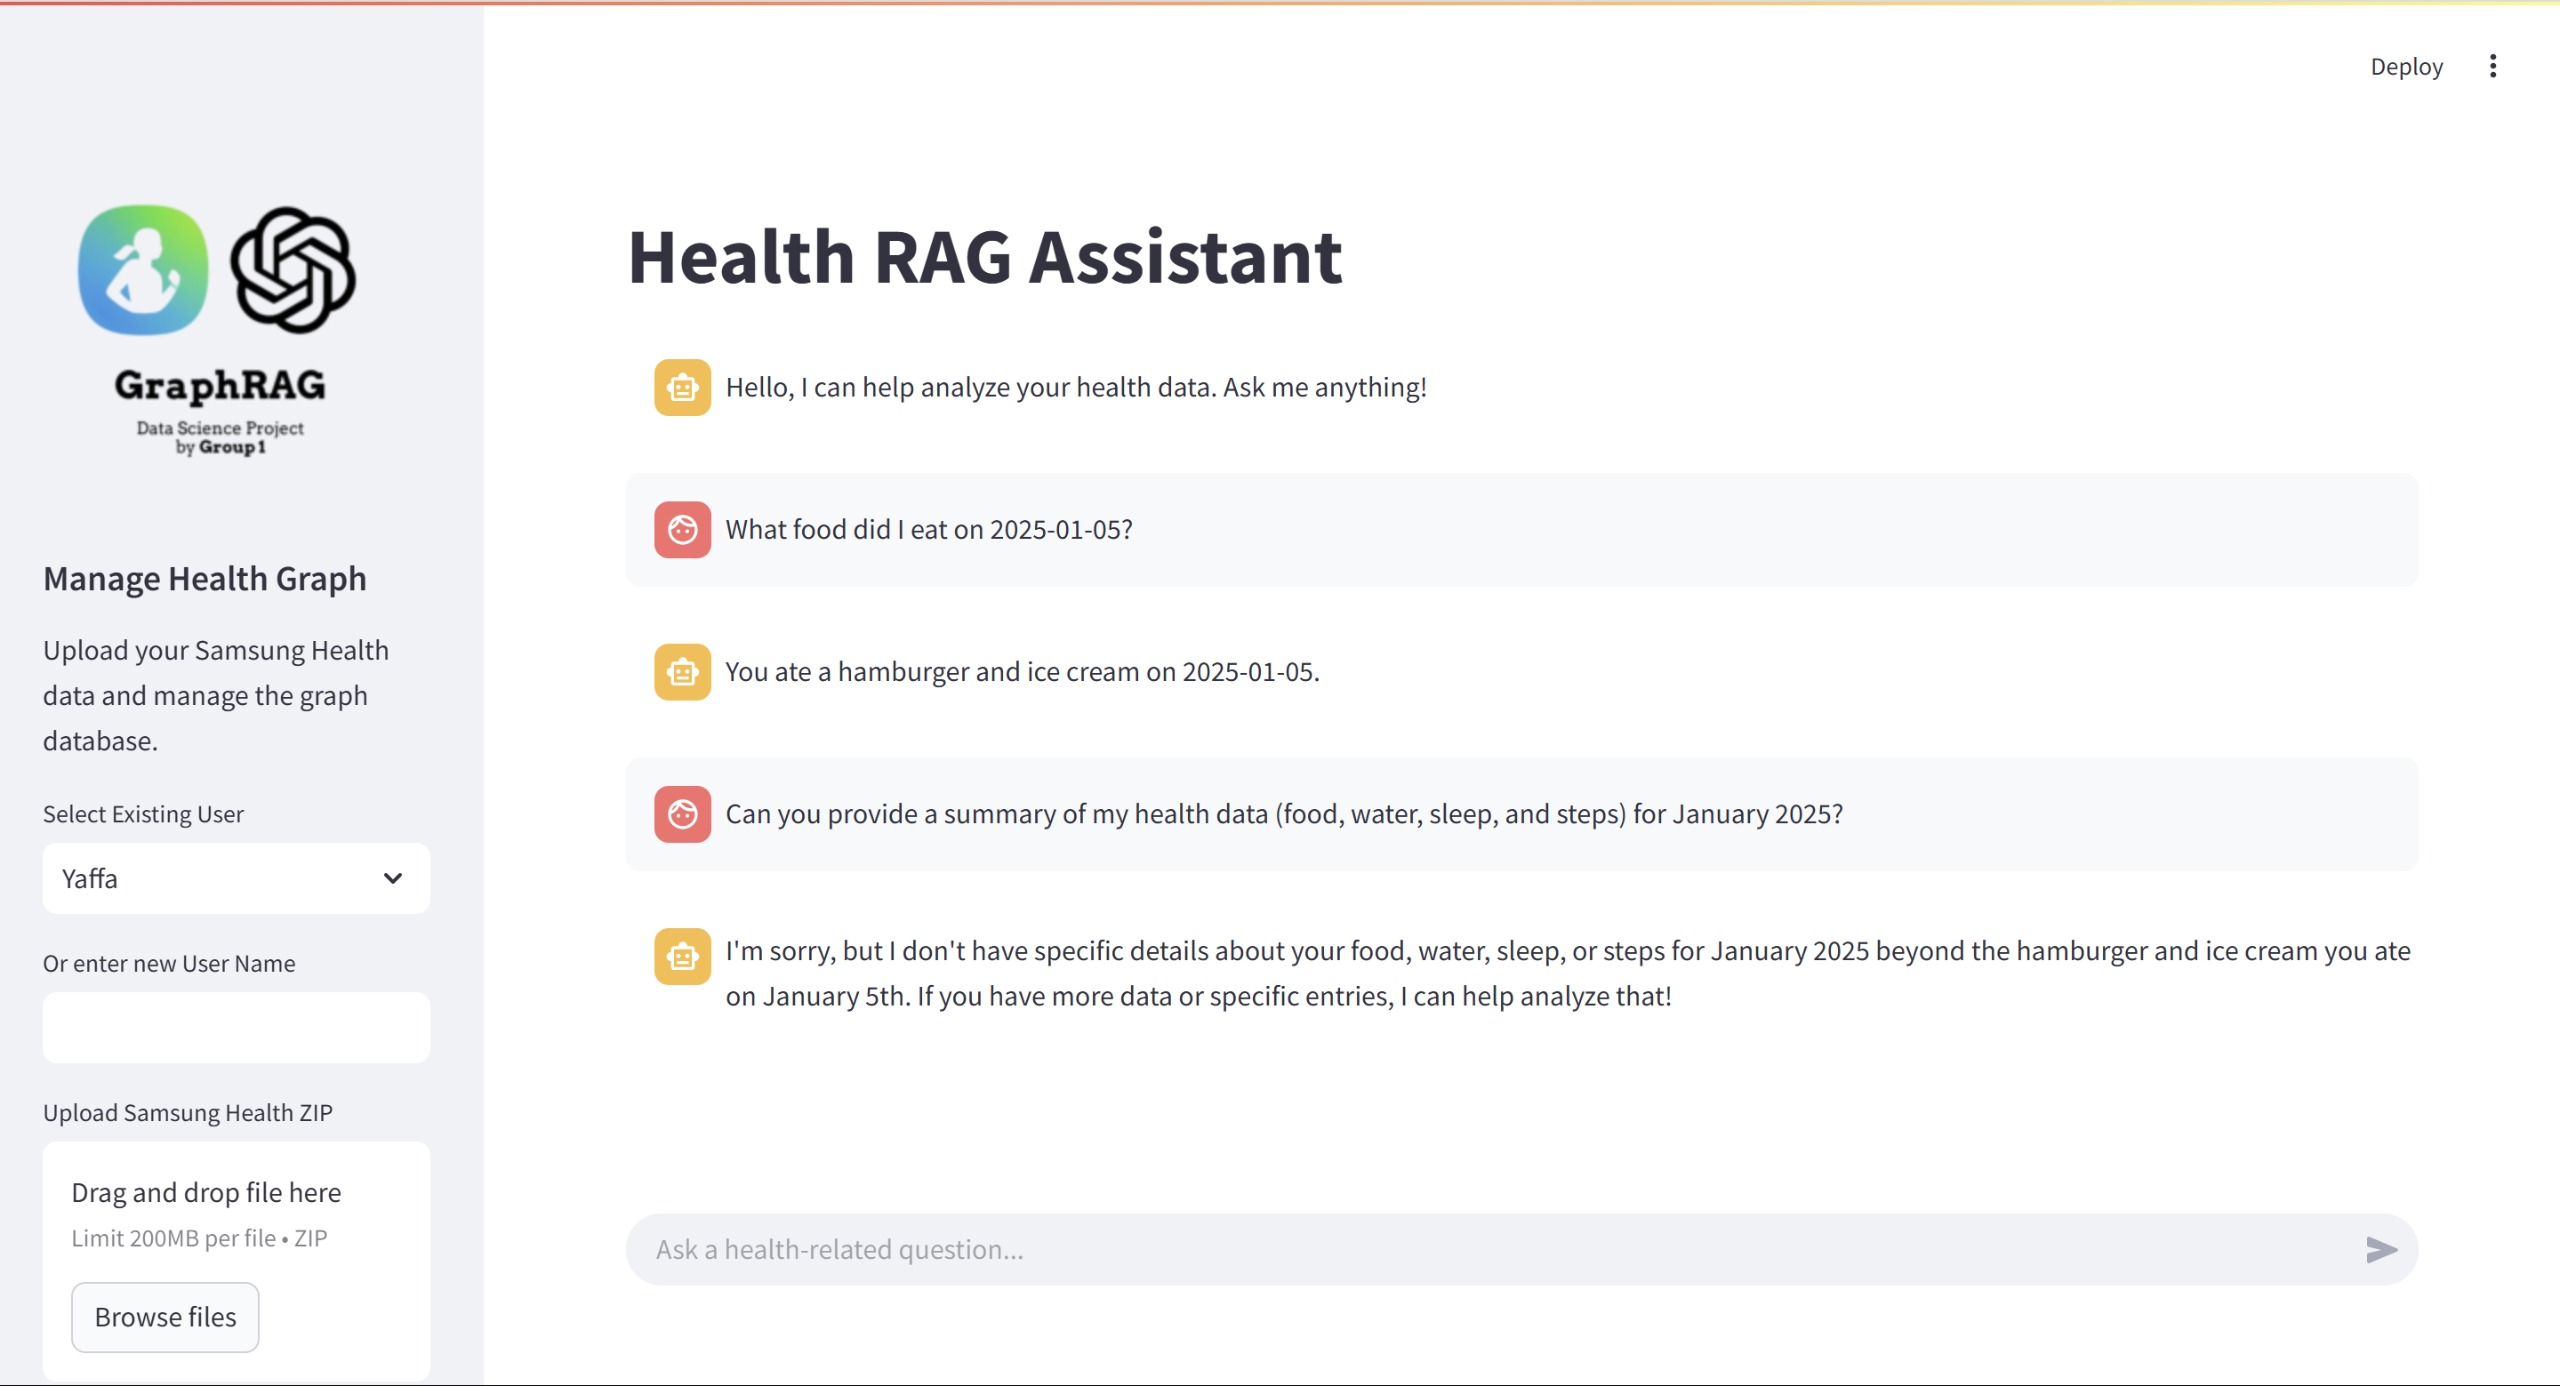 Deploy
GraphRAG
Data Science Project
by Group 1
Manage Health Graph
Upload your Samsung Health
data and manage the graph
database.
Select Existing User
Yaffa
Or enter new User Name
Upload Samsung Health ZIP
Drag and drop file here
Limit 200MB per file • ZIP
Browse files
Health RAG Assistant
Hello, I can help analyze your health data. Ask me anything!
What food did I eat on 2025-01-05?
You ate a hamburger and ice cream on 2025-01-05.
Can you provide a summary of my health data (food, water, sleep, and steps) for January 2025?
I'm sorry, but I don't have specific details about your food, water, sleep, or steps for January 2025 beyond the hamburger and ice cream you ate
on January 5th. If you have more data or specific entries, I can help analyze that!
Ask a health-related question...